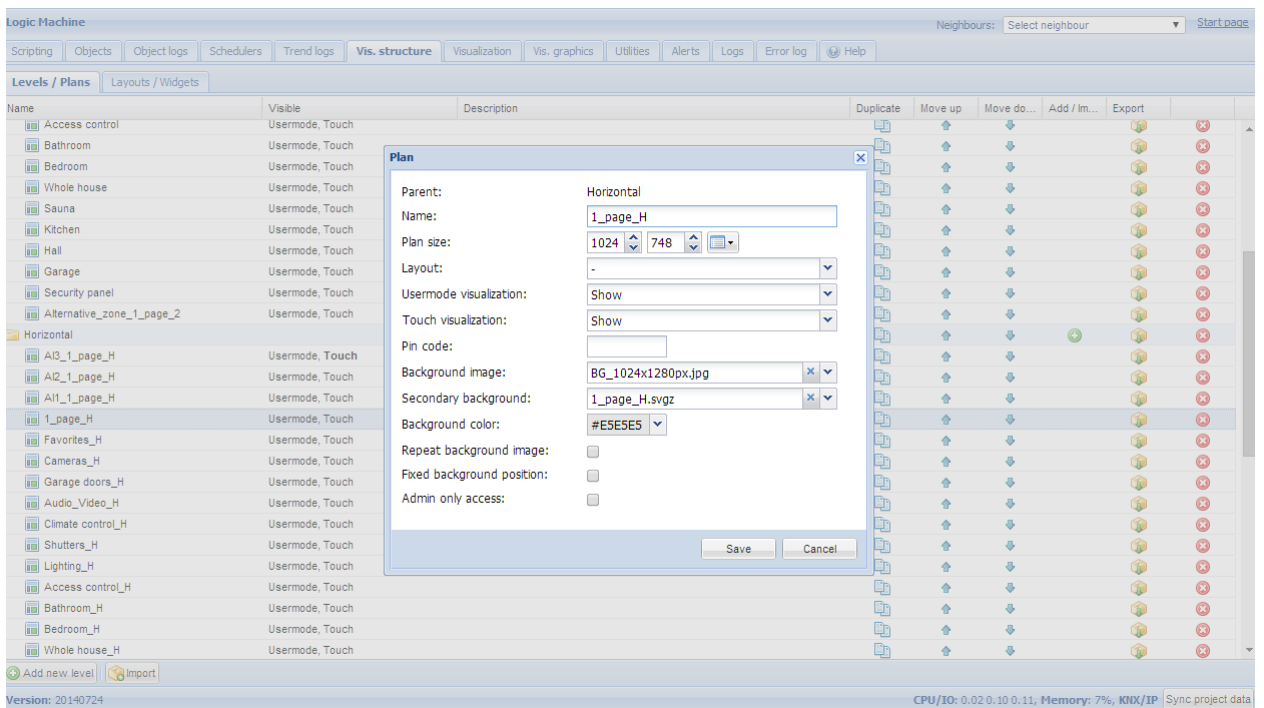 Logic Machine Neighbours: Select neighbour Start page
Scripting Objects Object logs Schedulers Trend logs Vis. structure Visualization Vis. graphics Utilities Alerts Logs Error log Help
Levels / Plans Layouts / Widgets
Name Visible Description Duplicate Move up Move do... Add / Im... Export
Access control Usermode, Touch
Bathroom Usermode, Touch
Bedroom Usermode, Touch
Whole house Usermode, Touch
Sauna Usermode, Touch
Kitchen Usermode, Touch
Hall Usermode, Touch
Garage Usermode, Touch
Security panel Usermode, Touch
Alternative_zone_1_page_2 Usermode, Touch
Horizontal
AI3_1_page_H Usermode, Touch
AI2_1_page_H Usermode, Touch
AI1_1_page_H Usermode, Touch
1_page_H Usermode, Touch
Favorites_H Usermode, Touch
Cameras_H Usermode, Touch
Garage doors_H Usermode, Touch
Audio_Video_H Usermode, Touch
Climate control_H Usermode, Touch
Shutters_H Usermode, Touch
Lighting_H Usermode, Touch
Access control_H Usermode, Touch
Bathroom_H Usermode, Touch
Bedroom_H Usermode, Touch
Whole house_H Usermode, Touch
Plan
Parent: Horizontal
Name: 1_page_H
Plan size: 1024 748
Layout: -
Usermode visualization: Show
Touch visualization: Show
Pin code:
Background image: BG_1024x1280px.jpg
Secondary background: 1_page_H.svgz
Background color: #E5E5E5
Repeat background image:
Fixed background position:
Admin only access:
Save Cancel
Add new level Import
Version: 20140724 CPU/IO: 0.02 0.10 0.11, Memory: 7%, KNX/IP Sync project data